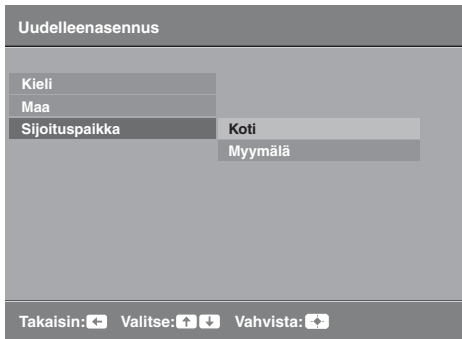 Uudelleenasennus
Kieli
Maa
Sijoituspaikka Koti
Myymälä
Takaisin: Valitse: Vahvista: